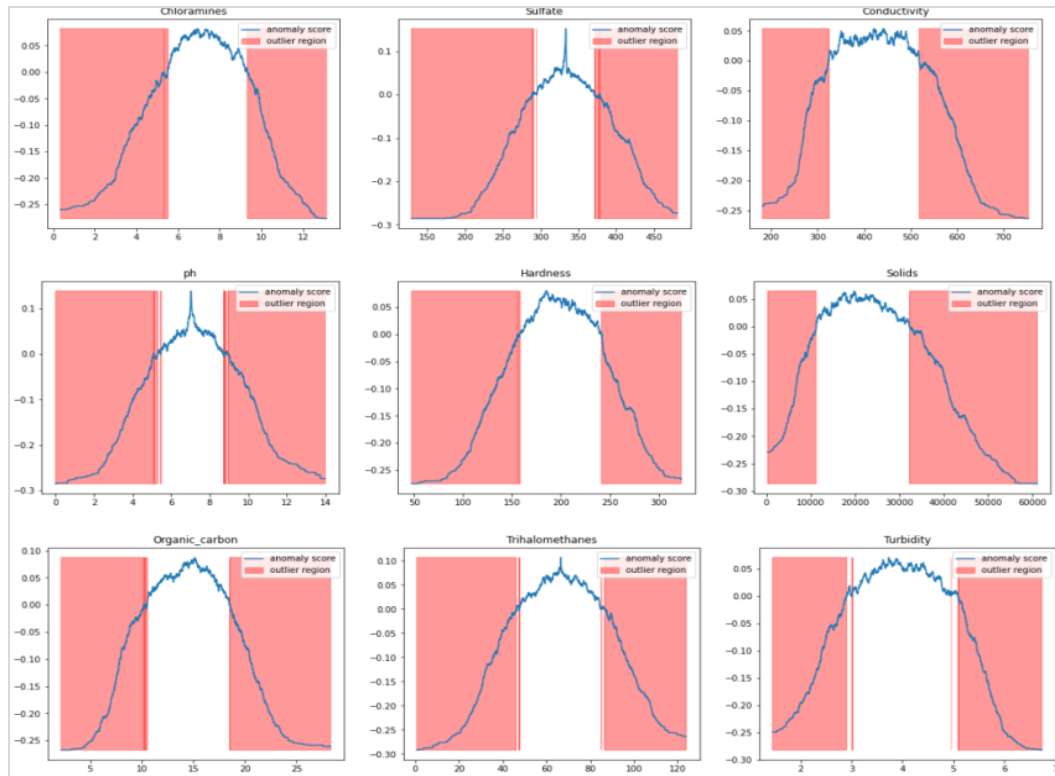 Chloramines
0.05
0.00
−0.05
−0.10
−0.15
−0.20
−0.25
0 2 4 6 8 10 12
anomaly score
outlier region
Sulfate
0.1
0.0
−0.1
−0.2
−0.3
150 200 250 300 350 400 450
anomaly score
outlier region
Conductivity
0.05
0.00
−0.05
−0.10
−0.15
−0.20
−0.25
200 300 400 500 600 700
anomaly score
outlier region
ph
0.1
0.0
−0.1
−0.2
−0.3
0 2 4 6 8 10 12 14
anomaly score
outlier region
Hardness
0.05
0.00
−0.05
−0.10
−0.15
−0.20
−0.25
50 100 150 200 250 300
anomaly score
outlier region
Solids
0.05
0.00
−0.05
−0.10
−0.15
−0.20
−0.25
−0.30
0 10000 20000 30000 40000 50000 60000
anomaly score
outlier region
Organic_carbon
0.10
0.05
0.00
−0.05
−0.10
−0.15
−0.20
−0.25
5 10 15 20 25
anomaly score
outlier region
Trihalomethanes
0.10
0.05
0.00
−0.05
−0.10
−0.15
−0.20
−0.25
−0.30
0 20 40 60 80 100 120
anomaly score
outlier region
Turbidity
0.05
0.00
−0.05
−0.10
−0.15
−0.20
−0.25
−0.30
2 3 4 5 6
anomaly score
outlier region